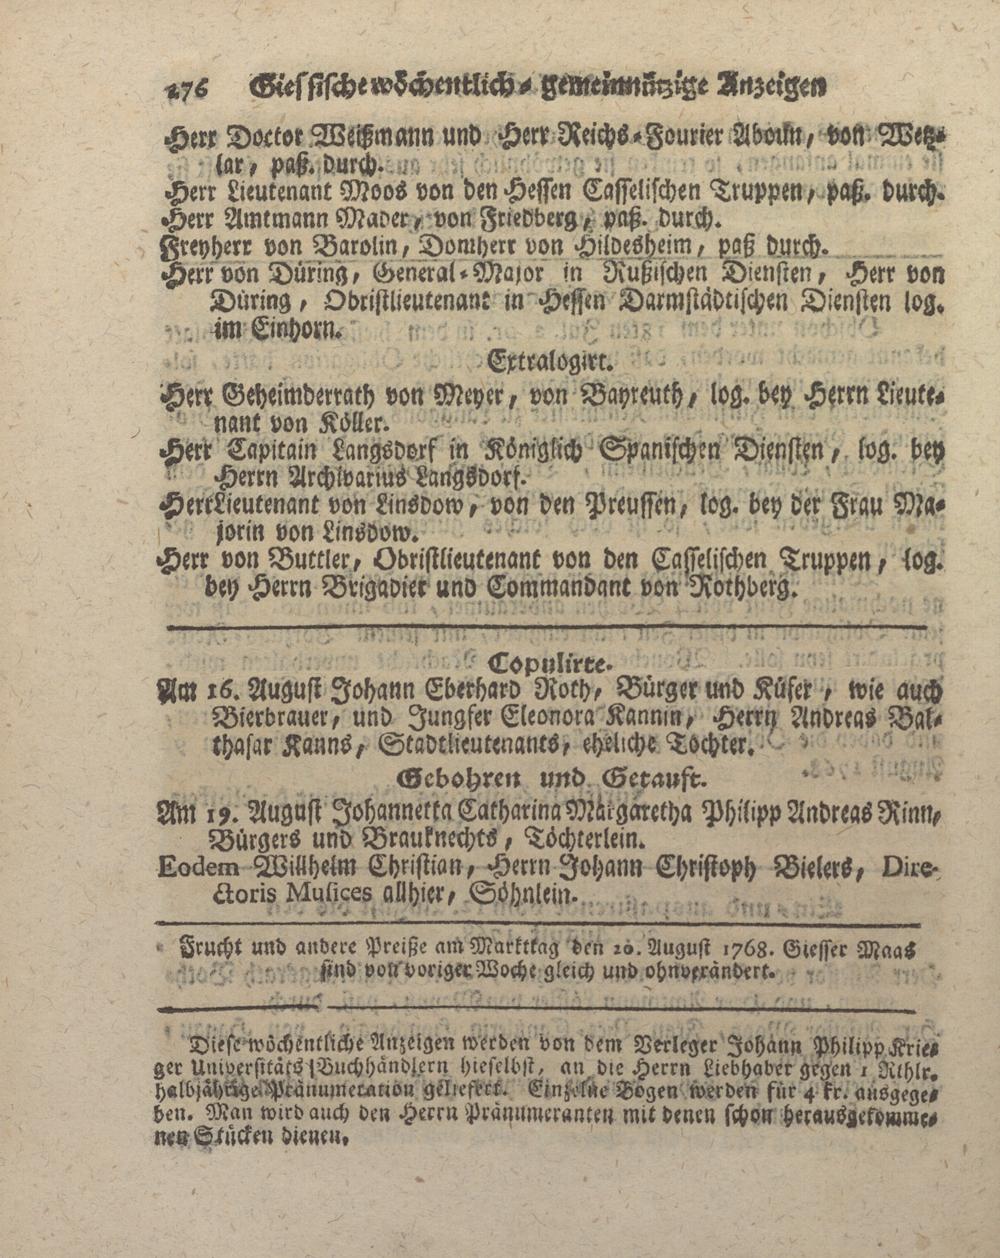 276 Giessische wöchentlich-gemeinnüzige Anzeigen
Herr Doctor Weißmann und Herr Reichs-Fourier Aboun, von Wetz-
lar, paß. durch.
Herr Lieutenant Moos von den Hessen Casselischen Truppen, paß. durch.
Herr Amtmann Mader, von Friedberg, paß. durch.
Freyherr von Barolin, Domherr von Hildesheim, paß durch.
Herr von Düring, General-Major in Rußischen Diensten, Herr von
Düring, Obristlieutenant in Hessen Darmstädtischen Diensten log.
im Einhorn.
Extralogirt.
Herr Geheimderrath von Meyer, von Bayreuth, log. bey Herrn Lieute-
nant von Köller.
Herr Capitain Langsdorf in Königlich Spanischen Diensten, log. bey
Herrn Archivarius Langsdorf.
Herr Lieutenant von Linsdow, von den Preussen, log. bey der Frau Ma-
jorin von Linsdow.
Herr von Buttler, Obristlieutenant von den Casselischen Truppen, log.
bey Herrn Brigadier und Commandant von Rothberg.
Copulirte.
Am 16. August Johann Eberhard Roth, Bürger und Küfer, wie auch
Bierbrauer, und Jungfer Eleonora Kannin, Herrn Andreas Bal-
thasar Kanns, Stadtlieutenants, eheliche Tochter.
Gebohren und Getauft.
Am 19. August Johannetta Catharina Margaretha Philipp Andreas Rinn,
Bürgers und Brauknechts, Töchterlein.
Eodem Willhelm Christian, Herrn Johann Christoph Bielers, Dire-
ctoris Musices allhier, Söhnlein.
Frucht und andere Preiße am Markttag den 20. August 1768. Giesser Maas
sind von voriger Woche gleich und ohnverändert.
Diese wöchentliche Anzeigen werden von dem Verleger Johann Philipp Krie-
ger Universitäts Buchhändlern hieselbst, an die Herrn Liebhaber gegen 1 Rthlr.
halbjährige Pränumeration geliefert. Einzelne Bogen werden für 4 kr. ausgege-
ben. Man wird auch den Herrn Pränumeranten mit denen schon herausgekomme-
nen Stücken dienen.